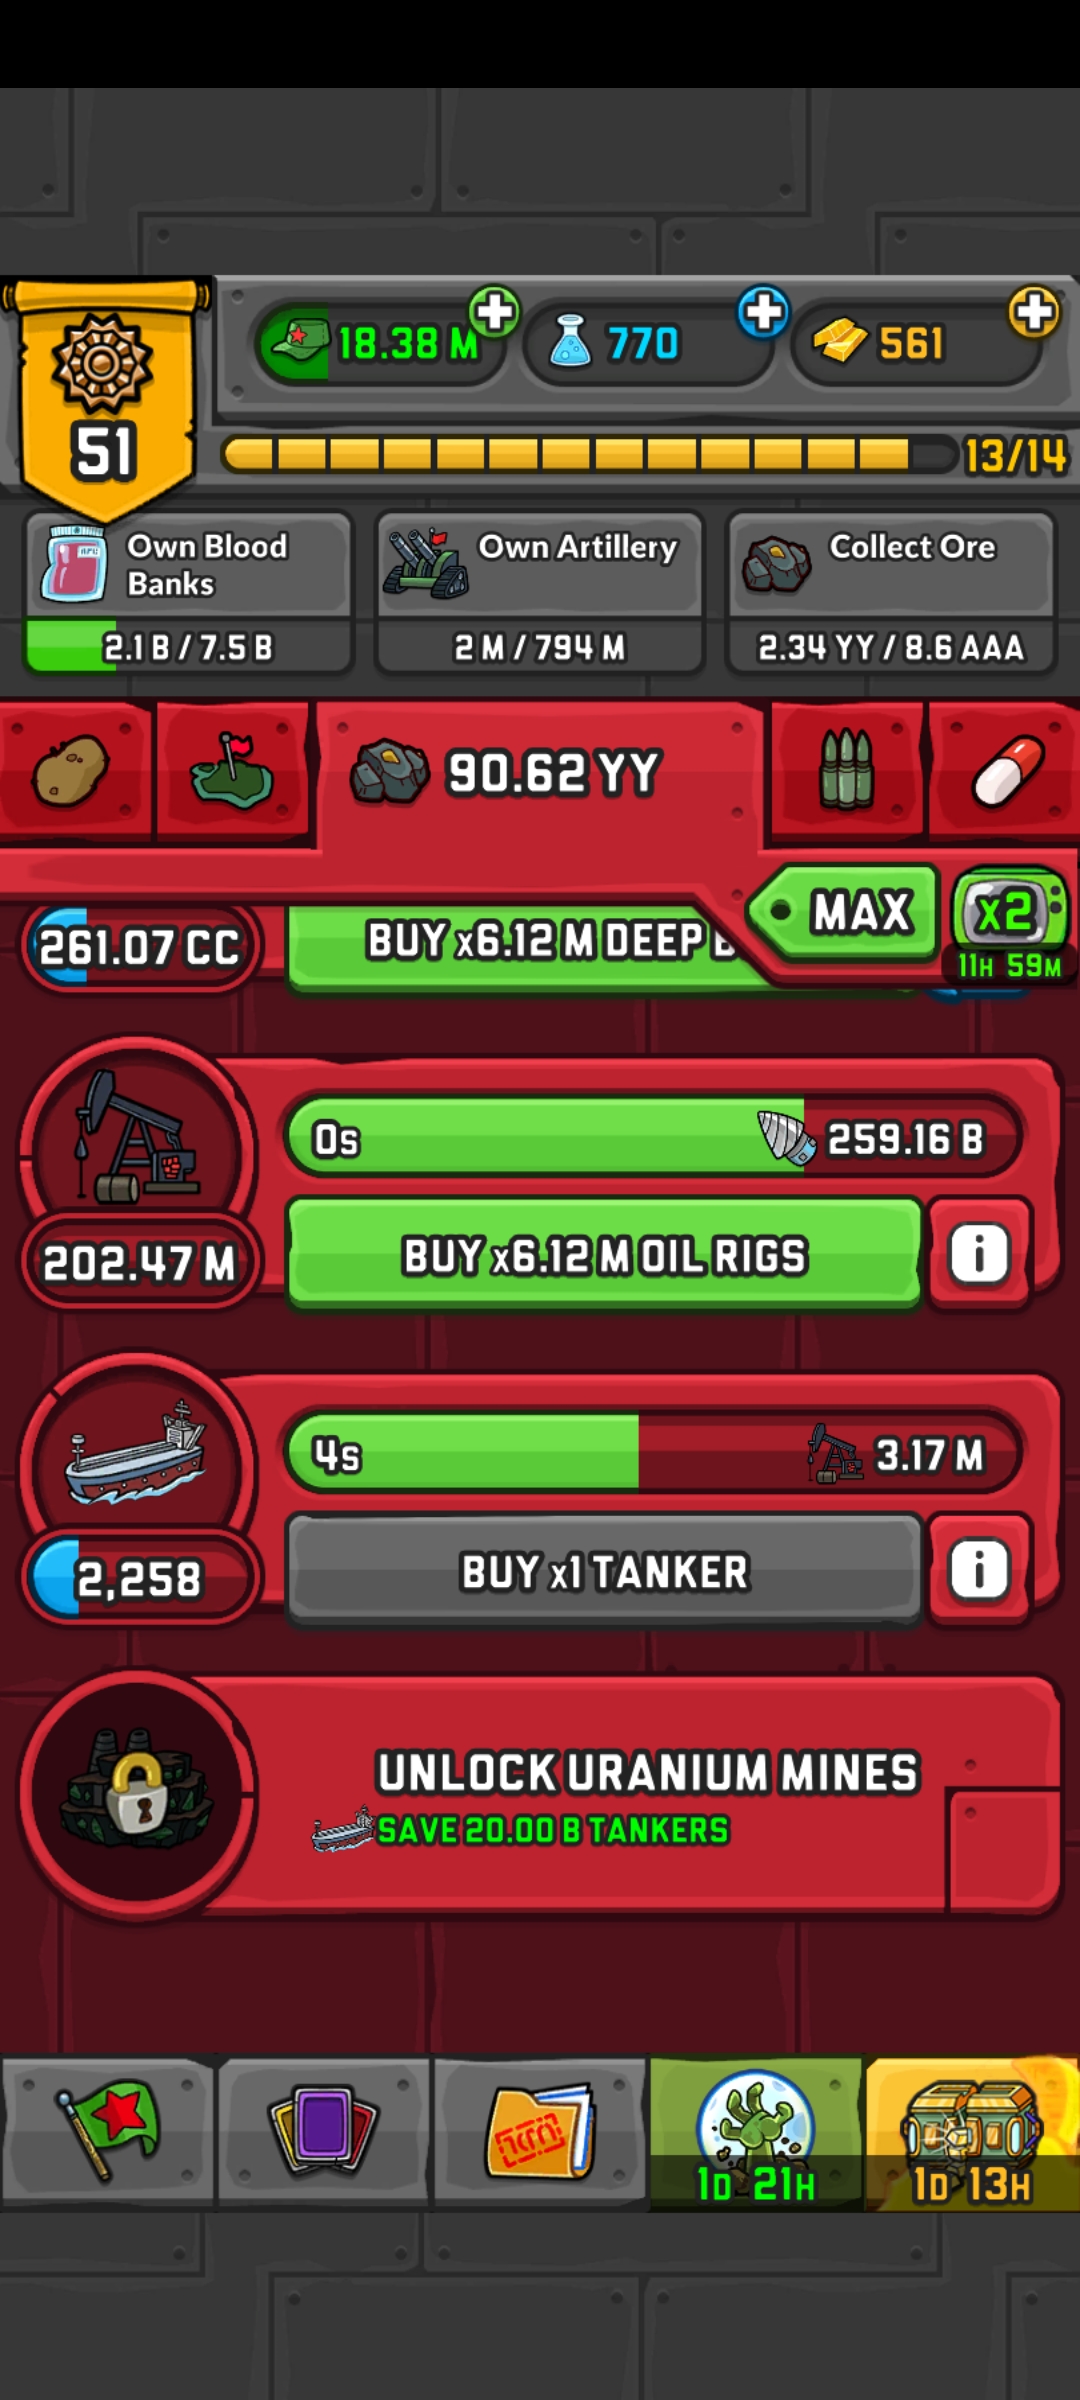 18.38 M
770
561
51
13/14
Own Blood
Banks
2.1 B / 7.5 B
Own Artillery
2 M / 794 M
Collect Ore
2.34 YY / 8.6 AAA
90.62 YY
MAX
x2
11H 59M
261.07 CC
BUY x6.12 M DEEP
0s
259.16 B
202.47 M
BUY x6.12 M OIL RIGS
i
4s
3.17 M
2,258
BUY x1 TANKER
i
UNLOCK URANIUM MINES
SAVE 20.00 B TANKERS
1D 21H
1D 13H